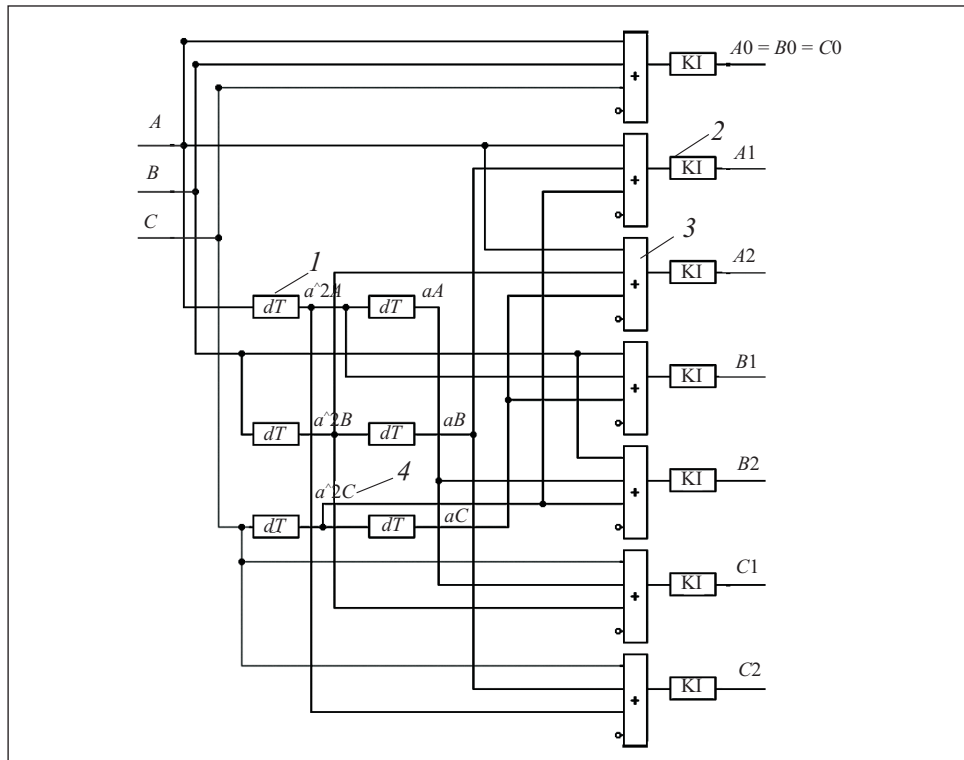 A0 = B0 = C0
KI
+
A
2
KI
A1
+
B
C
3
KI
A2
+
1
a^2A
aA
dT
dT
KI
B1
+
a^2B
aB
dT
dT
4
a^2C
aC
dT
dT
KI
B2
+
KI
C1
+
KI
C2
+